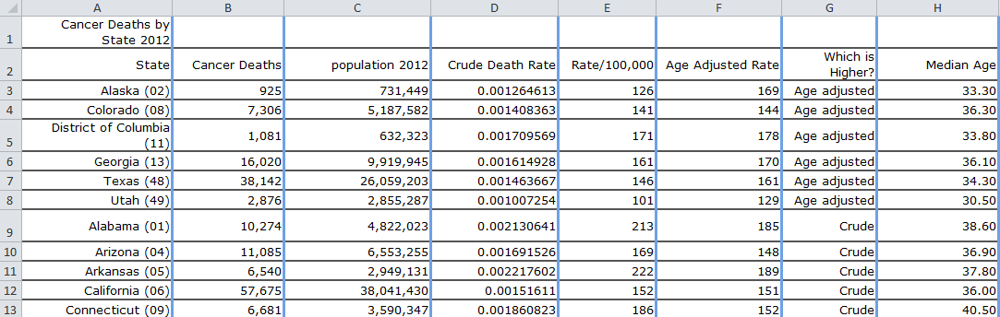 A B C D E F G H
1 Cancer Deaths by
State 2012
2 State Cancer Deaths population 2012 Crude Death Rate Rate/100,000 Age Adjusted Rate Which is
Higher? Median Age
3 Alaska (02) 925 731,449 0.001264613 126 169 Age adjusted 33.30
4 Colorado (08) 7,306 5,187,582 0.001408363 141 144 Age adjusted 36.30
5 District of Columbia
(11) 1,081 632,323 0.001709569 171 178 Age adjusted 33.80
6 Georgia (13) 16,020 9,919,945 0.001614928 161 170 Age adjusted 36.10
7 Texas (48) 38,142 26,059,203 0.001463667 146 161 Age adjusted 34.30
8 Utah (49) 2,876 2,855,287 0.001007254 101 129 Age adjusted 30.50
9 Alabama (01) 10,274 4,822,023 0.002130641 213 185 Crude 38.60
10 Arizona (04) 11,085 6,553,255 0.001691526 169 148 Crude 36.90
11 Arkansas (05) 6,540 2,949,131 0.002217602 222 189 Crude 37.80
12 California (06) 57,675 38,041,430 0.00151611 152 151 Crude 36.00
13 Connecticut (09) 6,681 3,590,347 0.001860823 186 152 Crude 40.50